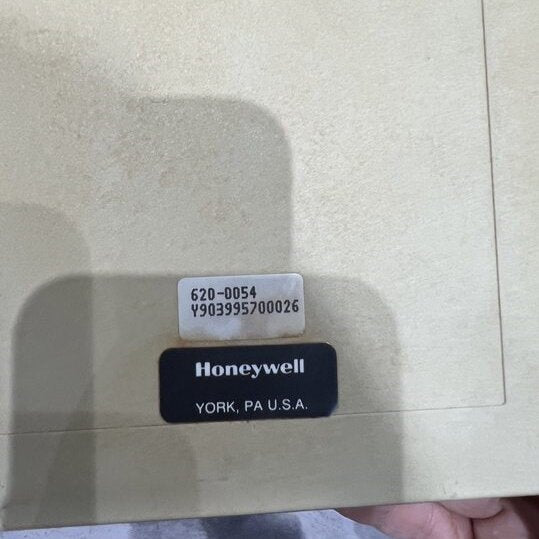 620-0054
Y903995700026
Honeywell
YORK, PA U.S.A.